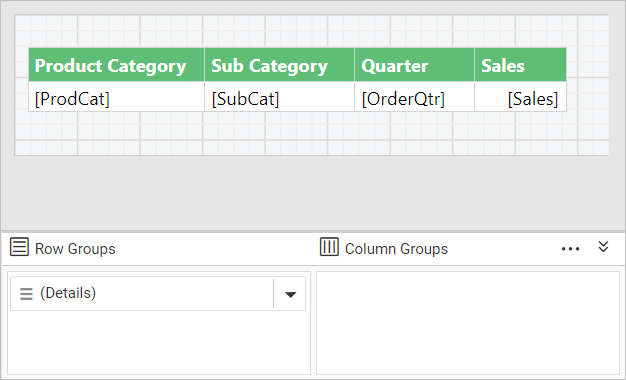 Product Category Sub Category Quarter Sales
[ProdCat] [SubCat] [OrderQtr] [Sales]
Row Groups Column Groups
(Details)